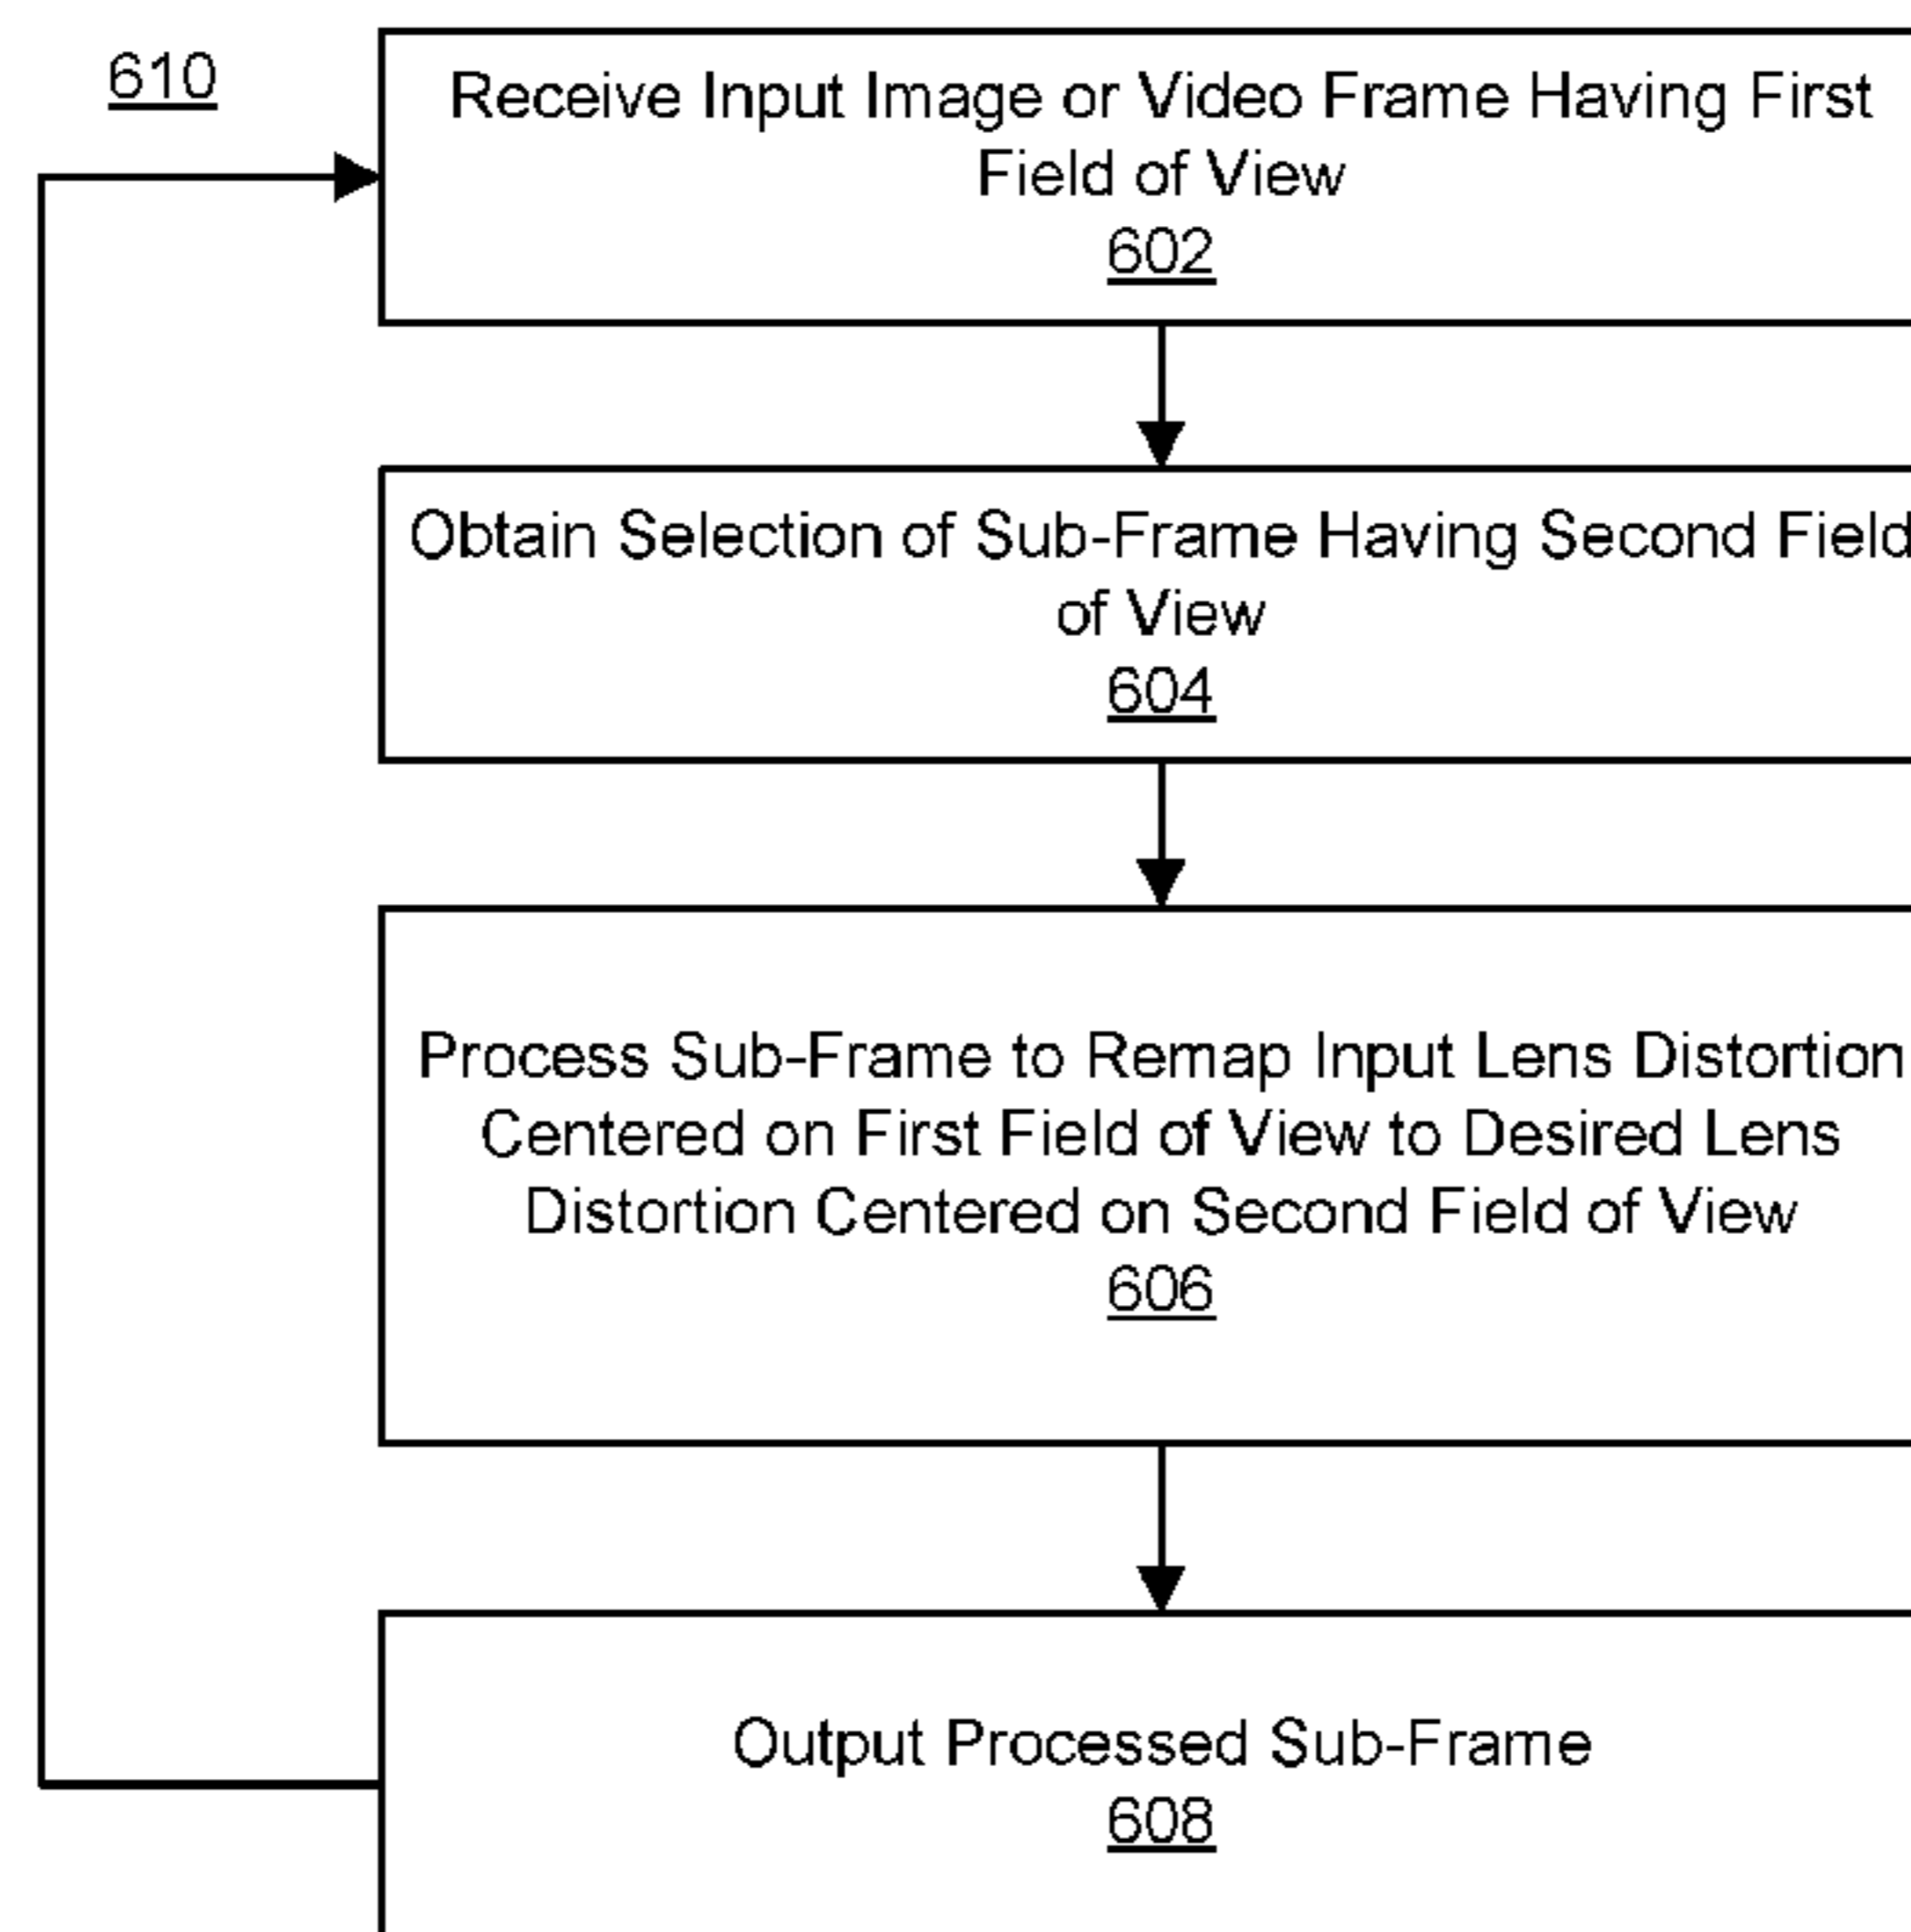 610
Receive Input Image or Video Frame Having First
Field of View
602
Obtain Selection of Sub-Frame Having Second Field
of View
604
Process Sub-Frame to Remap Input Lens Distortion
Centered on First Field of View to Desired Lens
Distortion Centered on Second Field of View
606
Output Processed Sub-Frame
608